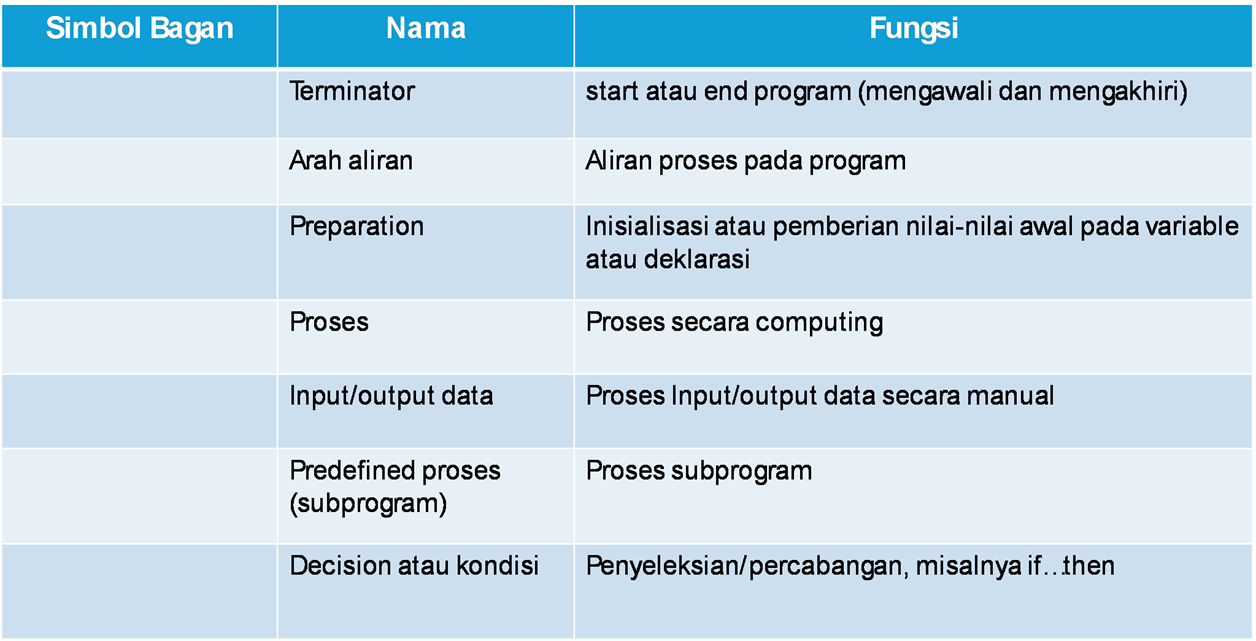 Simbol Bagan Nama Fungsi
Terminator start atau end program (mengawali dan mengakhiri)
Arah aliran Aliran proses pada program
Preparation Inisialisasi atau pemberian nilai-nilai awal pada variable
atau deklarasi
Proses Proses secara computing
Input/output data Proses Input/output data secara manual
Predefined proses Proses subprogram
(subprogram)
Decision atau kondisi Penyeleksian/percabangan, misalnya if…then